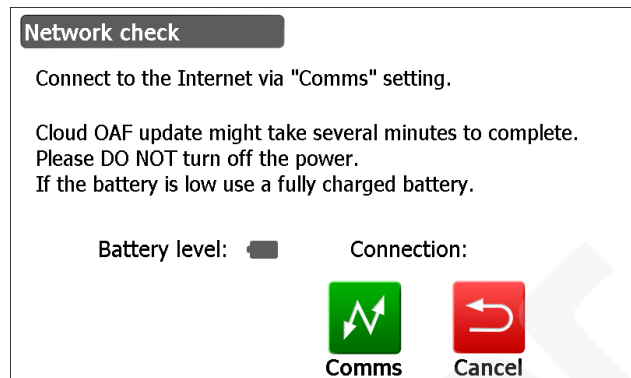 Network check
Connect to the Internet via "Comms" setting.
Cloud OAF update might take several minutes to complete.
Please DO NOT turn off the power.
If the battery is low use a fully charged battery.
Battery level: Connection:
Comms Cancel